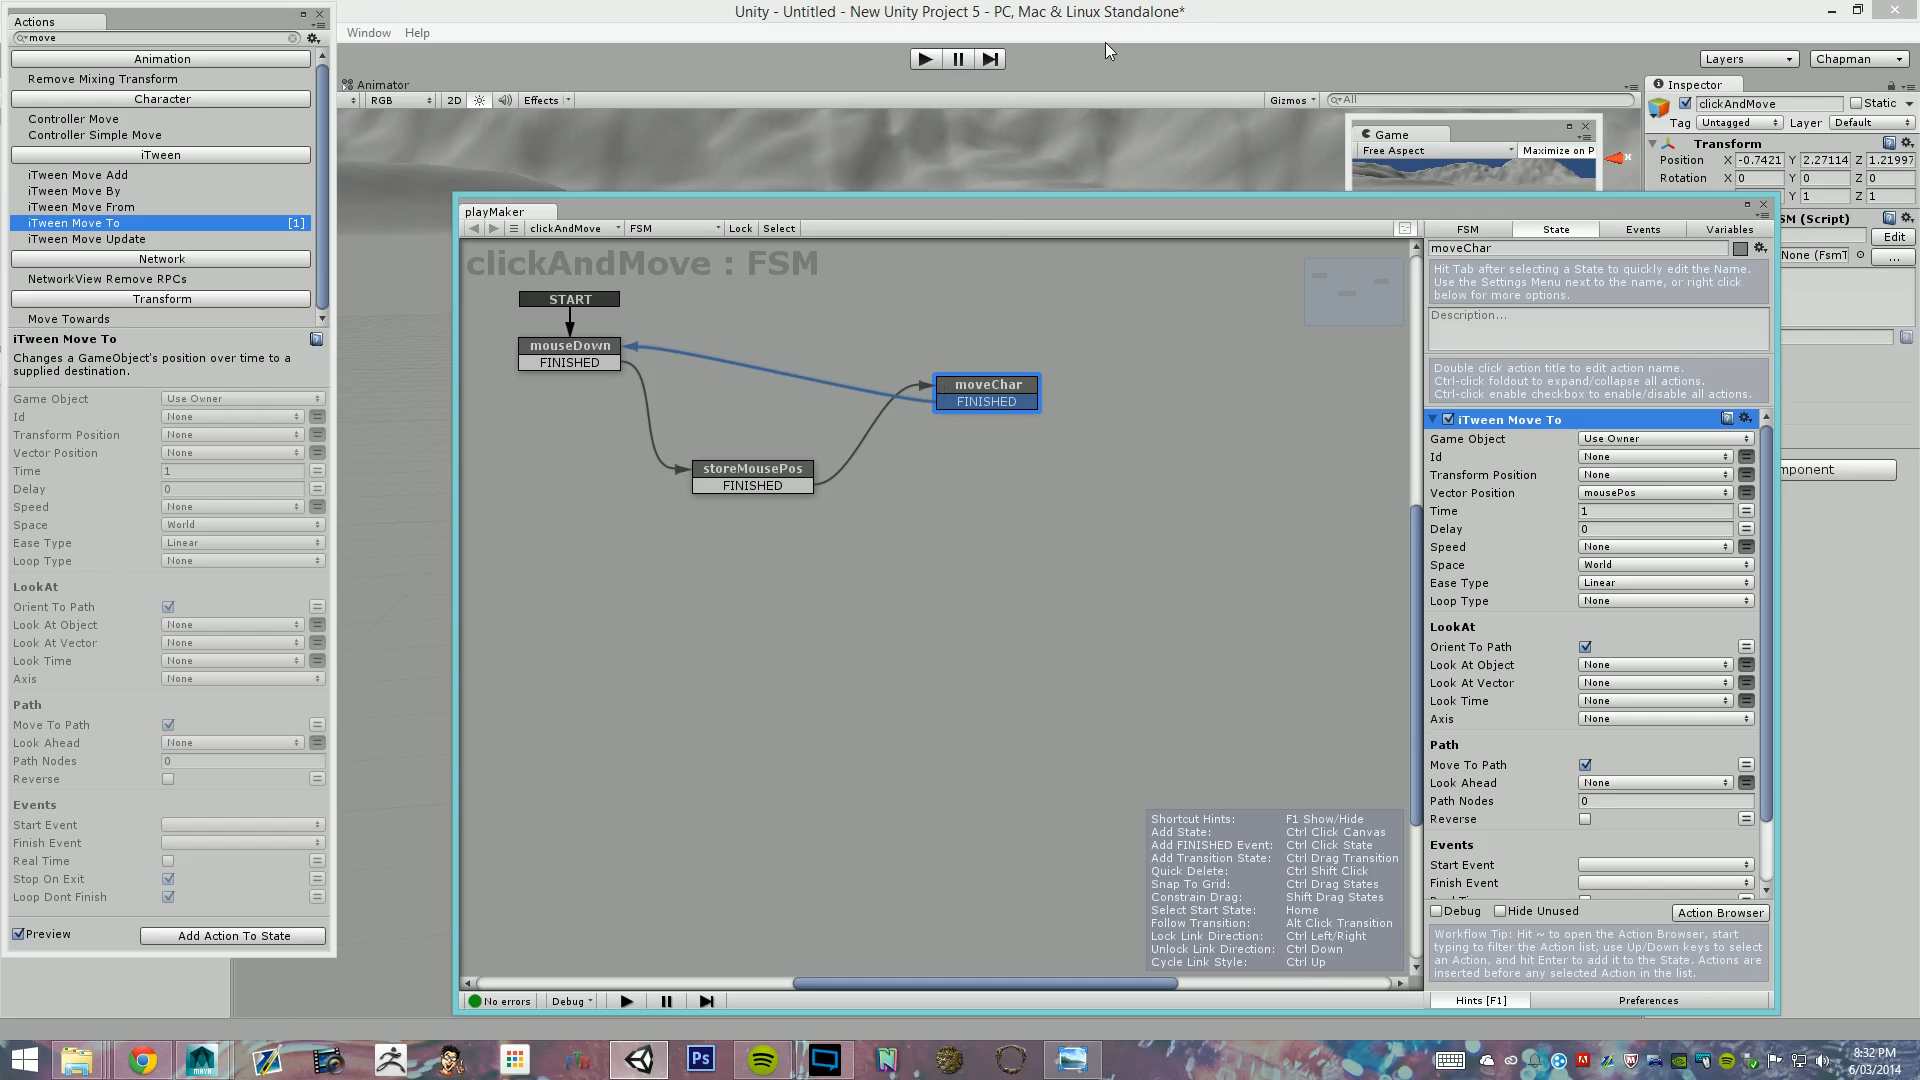 Unity - Untitled - New Unity Project 5 - PC, Mac & Linux Standalone*
Window Help
Layers
Chapman
Actions
move
Animation
Remove Mixing Transform
Character
Controller Move
Controller Simple Move
iTween
iTween Move Add
iTween Move By
iTween Move From
iTween Move To [1]
iTween Move Update
Network
NetworkView Remove RPCs
Transform
Move Towards
iTween Move To
Changes a GameObject's position over time to a
supplied destination.
Game Object Use Owner
Id None
Transform Position None
Vector Position None
Time 1
Delay 0
Speed None
Space World
Ease Type Linear
Loop Type None
LookAt
Orient To Path
Look At Object None
Look At Vector None
Look Time None
Axis None
Path
Move To Path
Look Ahead None
Path Nodes 0
Reverse
Events
Start Event
Finish Event
Real Time
Stop On Exit
Loop Dont Finish
Preview Add Action To State
Animator
RGB 2D Effects Gizmos All
Game
Free Aspect Maximize on P
playMaker
clickAndMove FSM Lock Select
clickAndMove : FSM
START
mouseDown
FINISHED
moveChar
FINISHED
storeMousePos
FINISHED
Shortcut Hints: F1 Show/Hide
Add State: Ctrl Click Canvas
Add FINISHED Event: Ctrl Click State
Add Transition State: Ctrl Drag Transition
Quick Delete: Ctrl Shift Click
Snap To Grid: Ctrl Drag States
Constrain Drag: Shift Drag States
Select Start State: Home
Follow Transition: Alt Click Transition
Lock Link Direction: Ctrl Left/Right
Unlock Link Direction: Ctrl Down
Cycle Link Style: Ctrl Up
No errors Debug
FSM State Events Variables
moveChar
Hit Tab after selecting a State to quickly edit the Name.
Use the Settings Menu next to the name, or right click
below for more options.
Description...
Double click action title to edit action name.
Ctrl-click foldout to expand/collapse all actions.
Ctrl-click enable checkbox to enable/disable all actions.
iTween Move To
Game Object Use Owner
Id None
Transform Position None
Vector Position mousePos
Time 1
Delay 0
Speed None
Space World
Ease Type Linear
Loop Type None
LookAt
Orient To Path
Look At Object None
Look At Vector None
Look Time None
Axis None
Path
Move To Path
Look Ahead None
Path Nodes 0
Reverse
Events
Start Event
Finish Event
Debug Hide Unused Action Browser
Workflow Tip: Hit ~ to open the Action Browser, start
typing to filter the Action list, use Up/Down keys to select
an Action, and hit Enter to add it to the State. Actions are
inserted before any selected Action in the list.
Hints [F1] Preferences
Inspector
clickAndMove Static
Tag Untagged Layer Default
Transform
Position X -0.7421 Y 2.27114 Z 1.21997
Rotation X 0 Y 0 Z 0
Y 1 Z 1
SM (Script)
Edit
None (FsmT ...
mponent
MAYA
Ps
8:32 PM
6/03/2014